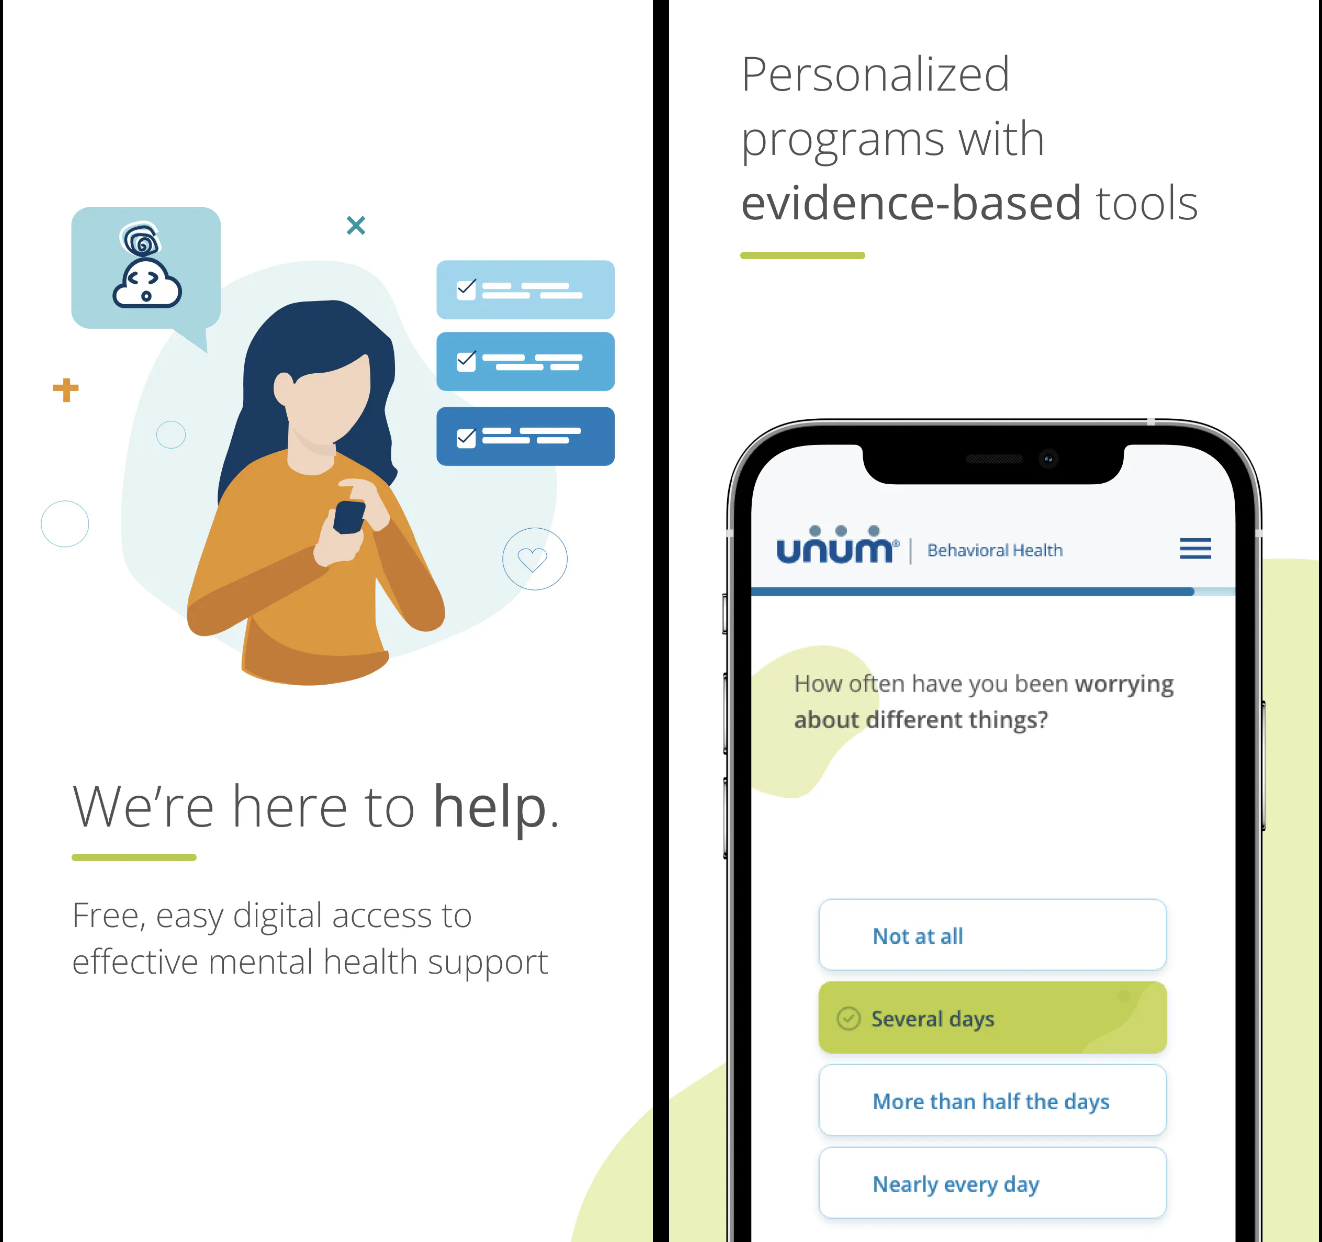 We're here to help.
Free, easy digital access to
effective mental health support
Personalized
programs with
evidence-based tools
unum® | Behavioral Health
How often have you been worrying
about different things?
Not at all
Several days
More than half the days
Nearly every day